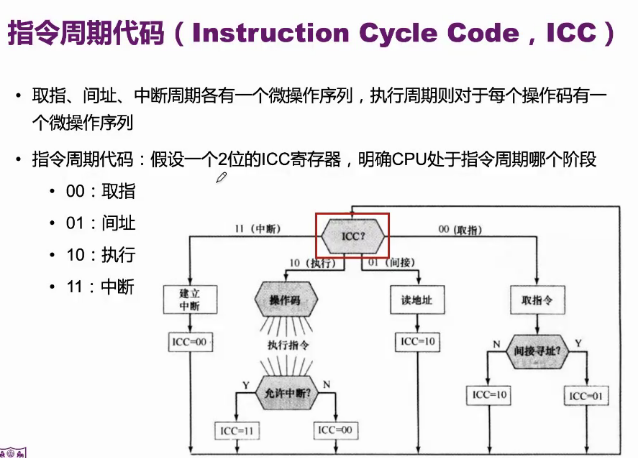 指令周期代码（Instruction Cycle Code，ICC）
• 取指、间址、中断周期各有一个微操作序列，执行周期则对于每个操作码有一
个微操作序列
• 指令周期代码：假设一个2位的ICC寄存器，明确CPU处于指令周期哪个阶段
• 00：取指
• 01：间址
• 10：执行
• 11：中断
11（中断）
ICC?
00（取指）
10（执行）
01（间接）
建立
中断
操作码
读地址
取指令
ICC=00
执行指令
ICC=10
N
间接寻址?
Y
Y
允许中断?
N
ICC=10
ICC=01
ICC=11
ICC=00